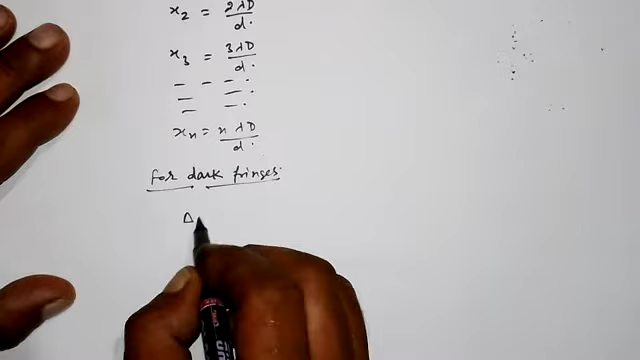 x₂ = 2λD/d.
x₃ = 3λD/d.
— — — .
— — .
— — .
xₙ = nλD/d.
for dark fringes.
Δ